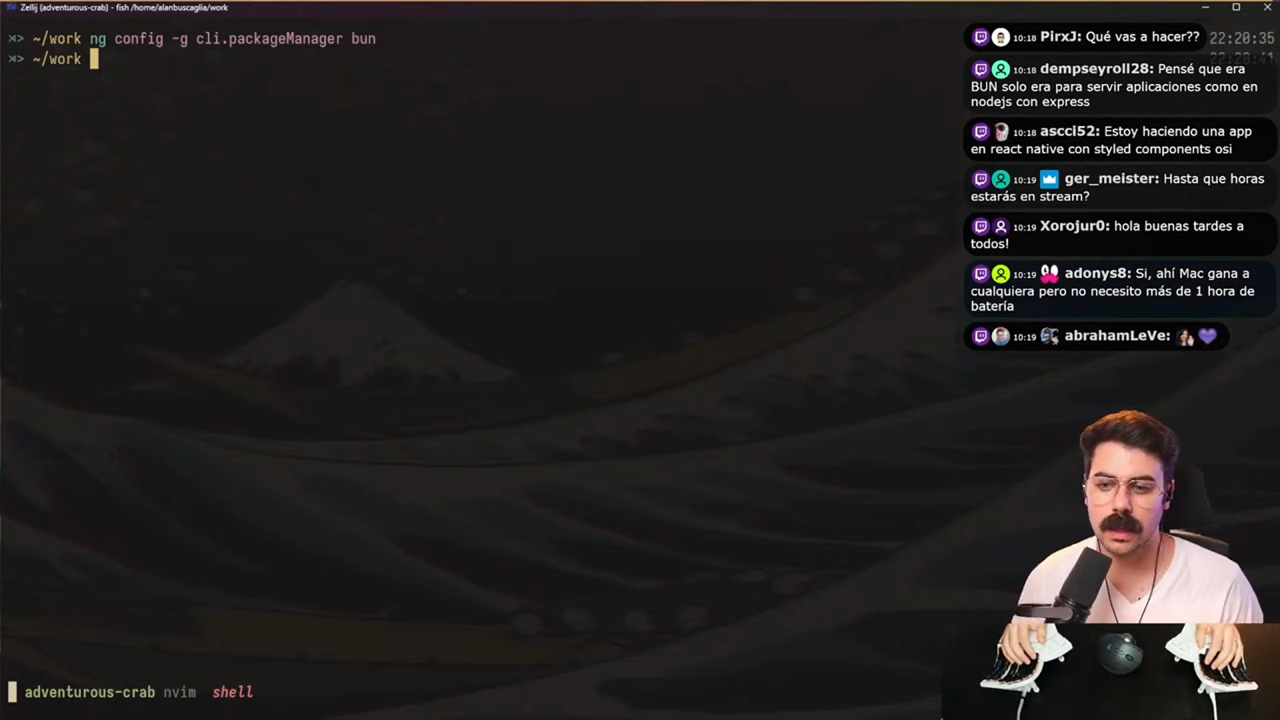 Zellij (adventurous-crab) - fish /home/alanbuscaglia/work
~/work ng config -g cli.packageManager bun
22:20:35
~/work
22:20:41
10:18 PirxJ: Qué vas a hacer??
10:18 dempseyroll28: Pensé que era
BUN solo era para servir aplicaciones como en
nodejs con express
10:18 ascci52: Estoy haciendo una app
en react native con styled components osi
10:19 ger_meister: Hasta que horas
estarás en stream?
10:19 Xorojur0: hola buenas tardes a
todos!
10:19 adonys8: Si, ahí Mac gana a
cualquiera pero no necesito más de 1 hora de
batería
10:19 abrahamLeVe:
adventurous-crab nvim shell